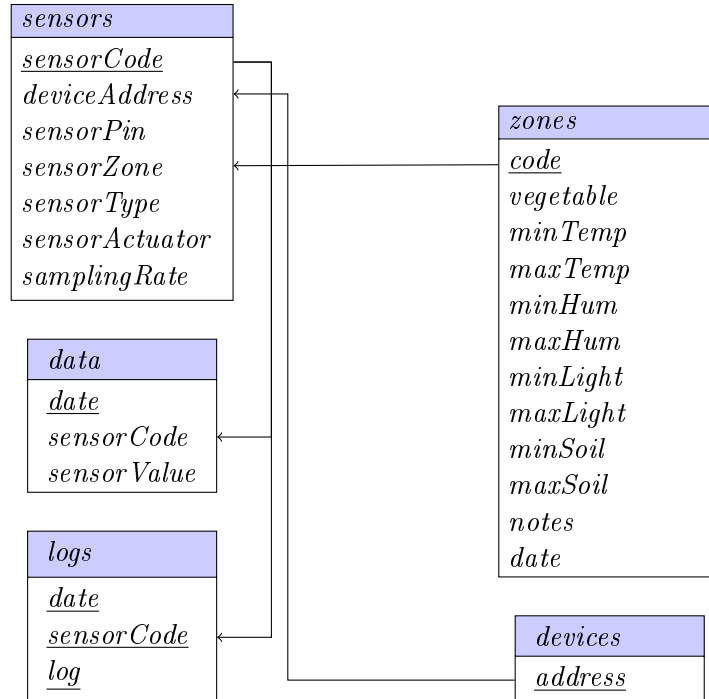 sensors
sensorCode
deviceAddress
sensorPin
sensorZone
sensorType
sensorActuator
samplingRate
data
date
sensorCode
sensorValue
logs
date
sensorCode
log
zones
code
vegetable
minTemp
maxTemp
minHum
maxHum
minLight
maxLight
minSoil
maxSoil
notes
date
devices
address